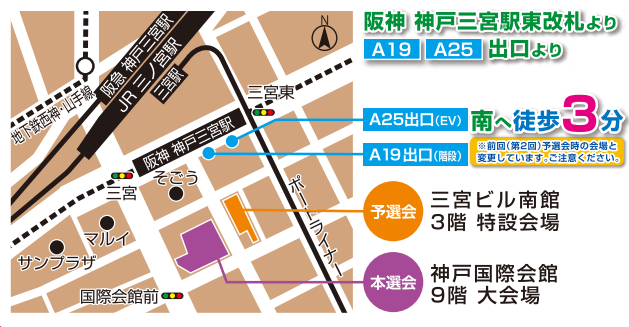 阪神 神戸三宮駅東改札より
A19 A25 出口より
A25出口(EV) 南へ徒歩3分
A19出口(階段)
※前回(第2回)予選会時の会場と
変更しています。ご注意ください。
予選会 三宮ビル南館
3階 特設会場
本選会 神戸国際会館
9階 大会場
N
阪急 神戸三宮駅
JR 三ノ宮駅
三宮駅
地下鉄西神・山手線
三宮東
阪神 神戸三宮駅
三宮
そごう
マルイ
サンプラザ
ポートライナー
国際会館前